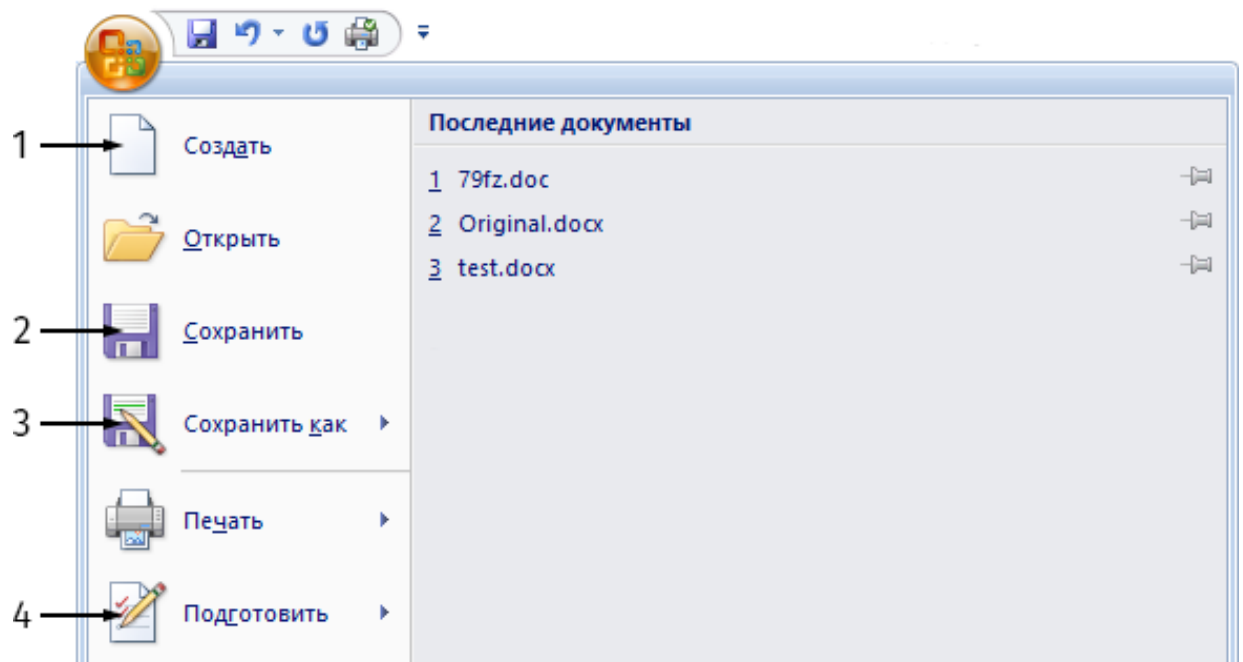 Последние документы
1 Создать
1 79fz.doc
2 Original.docx
Открыть
3 test.docx
2 Сохранить
3 Сохранить как
Печать
4 Подготовить